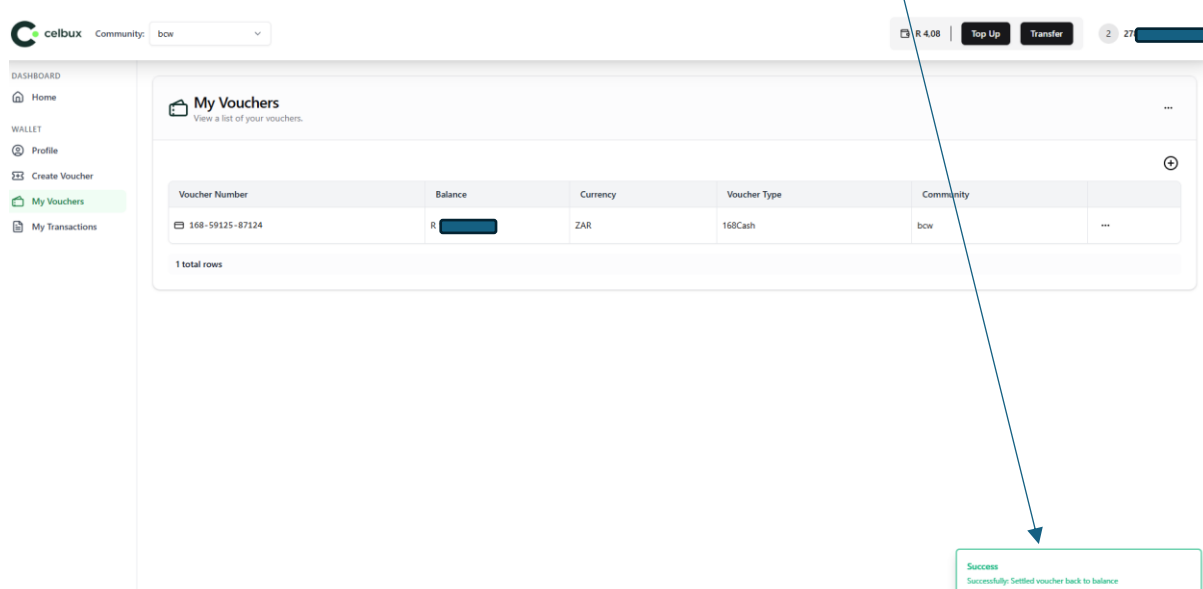 celbux Community: bcw R 4.08 Top Up Transfer 2 27
DASHBOARD
Home
WALLET
Profile
Create Voucher
My Vouchers
My Transactions
My Vouchers
View a list of your vouchers.
Voucher Number Balance Currency Voucher Type Community
168-59125-87124 R ZAR 168Cash bcw
1 total rows
Success
Successfully: Settled voucher back to balance